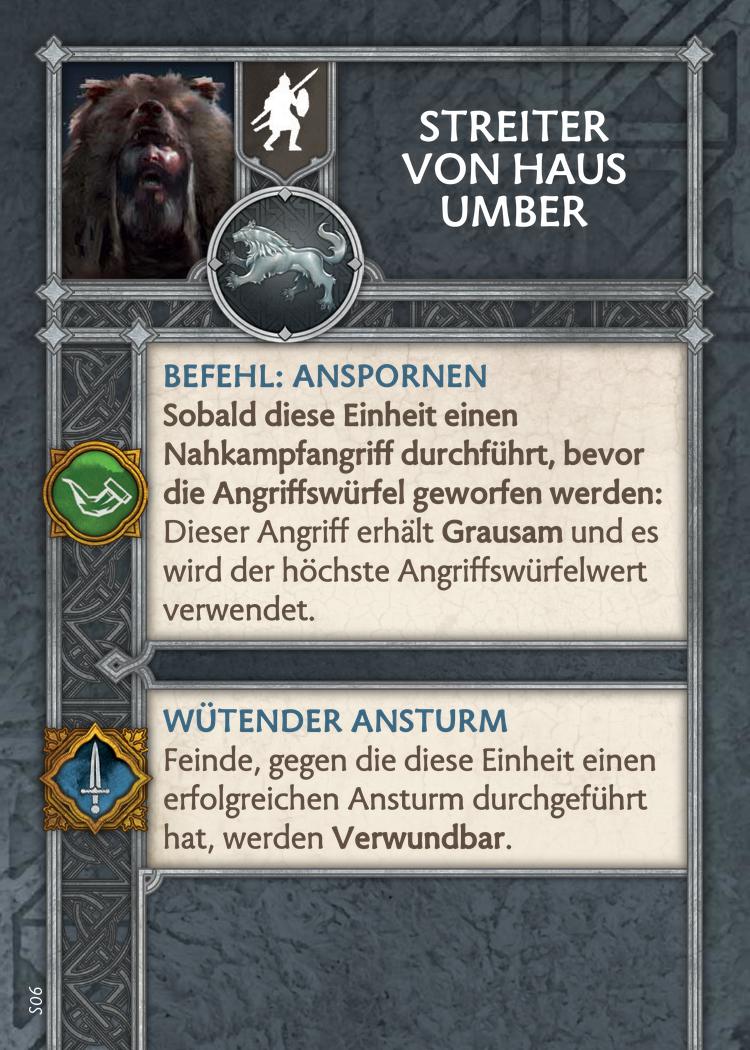 STREITER
VON HAUS
UMBER
BEFEHL: ANSPORNEN
Sobald diese Einheit einen
Nahkampfangriff durchführt, bevor
die Angriffswürfel geworfen werden:
Dieser Angriff erhält Grausam und es
wird der höchste Angriffswürfelwert
verwendet.
WÜTENDER ANSTURM
Feinde, gegen die diese Einheit einen
erfolgreichen Ansturm durchgeführt
hat, werden Verwundbar.
S06